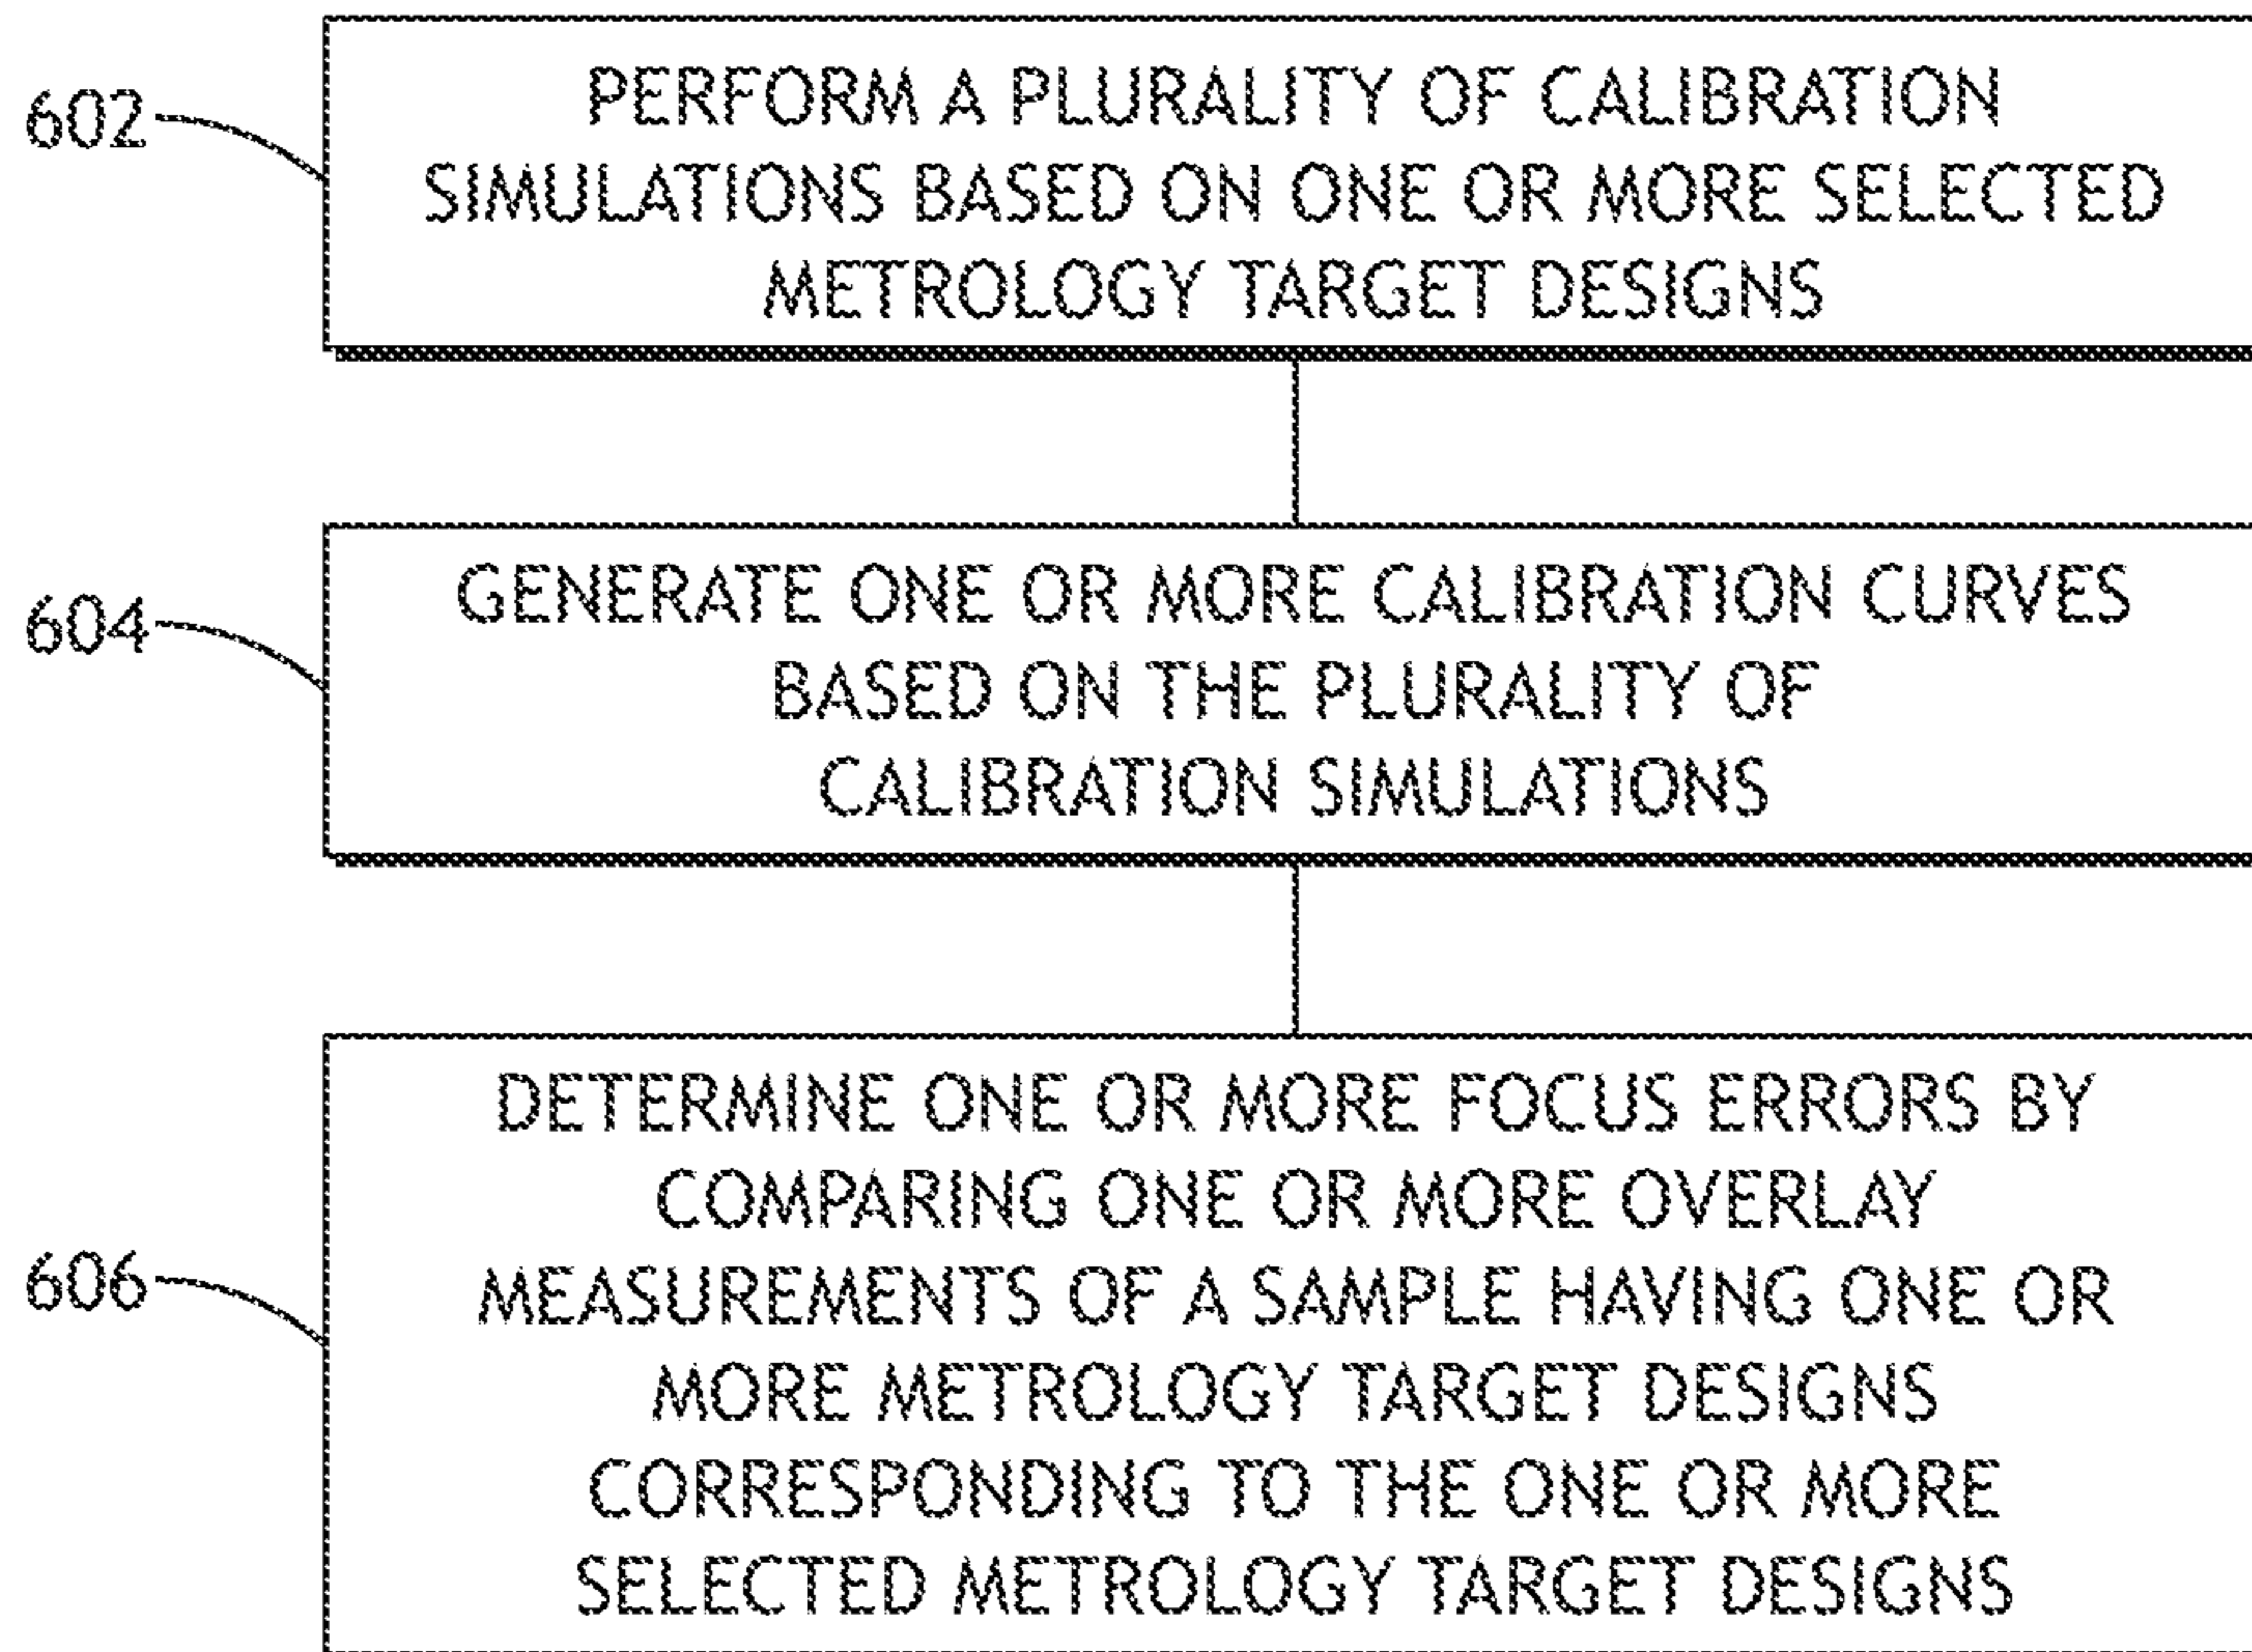 602
PERFORM A PLURALITY OF CALIBRATION
SIMULATIONS BASED ON ONE OR MORE SELECTED
METROLOGY TARGET DESIGNS
604
GENERATE ONE OR MORE CALIBRATION CURVES
BASED ON THE PLURALITY OF
CALIBRATION SIMULATIONS
606
DETERMINE ONE OR MORE FOCUS ERRORS BY
COMPARING ONE OR MORE OVERLAY
MEASUREMENTS OF A SAMPLE HAVING ONE OR
MORE METROLOGY TARGET DESIGNS
CORRESPONDING TO THE ONE OR MORE
SELECTED METROLOGY TARGET DESIGNS